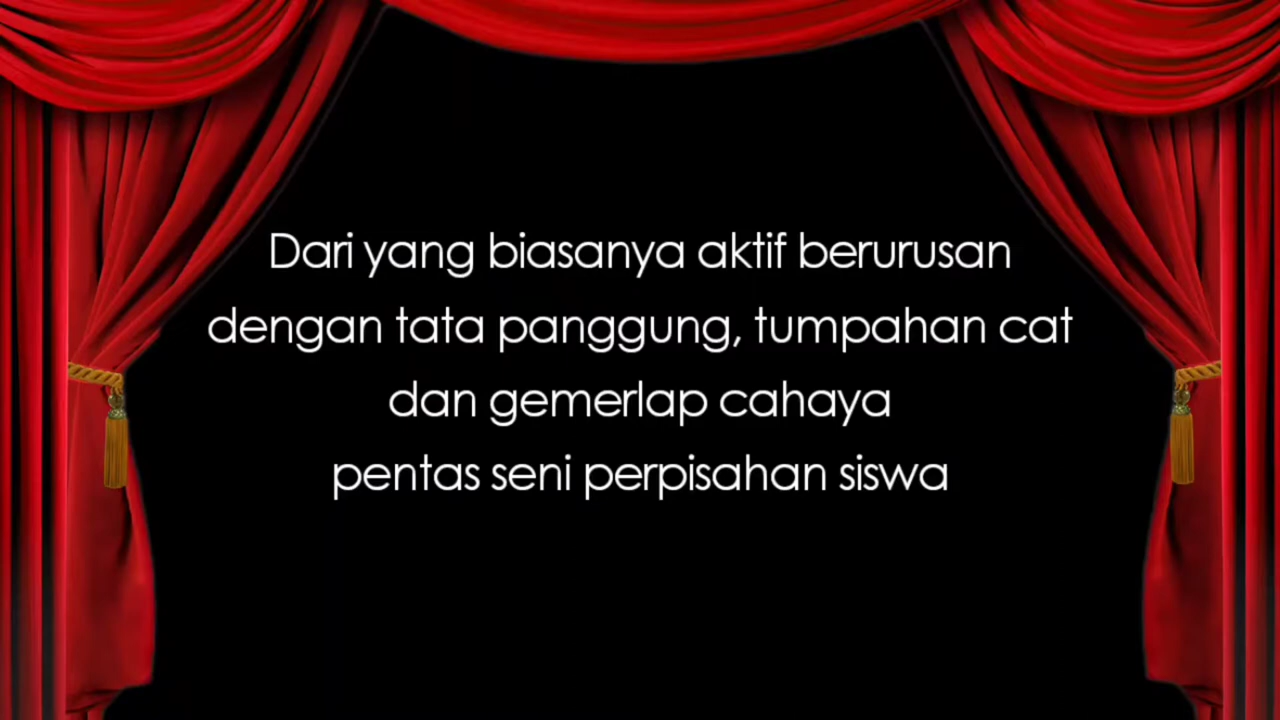 Dari yang biasanya aktif berurusan
dengan tata panggung, tumpahan cat
dan gemerlap cahaya
pentas seni perpisahan siswa